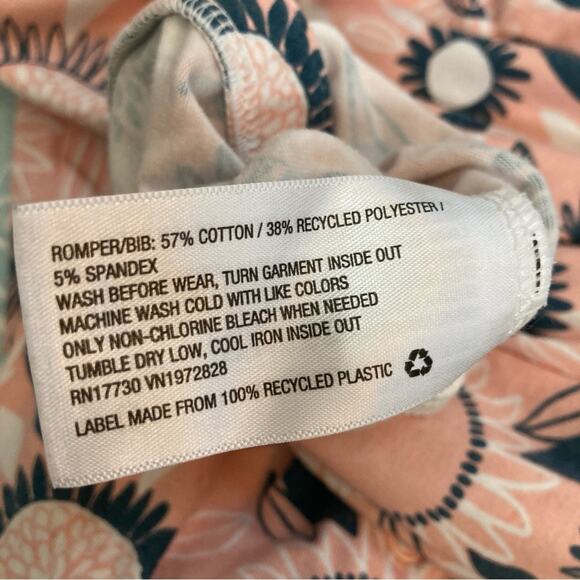 ROMPER/BIB: 57% COTTON / 38% RECYCLED POLYESTER /
5% SPANDEX
WASH BEFORE WEAR, TURN GARMENT INSIDE OUT
MACHINE WASH COLD WITH LIKE COLORS
ONLY NON-CHLORINE BLEACH WHEN NEEDED
TUMBLE DRY LOW, COOL IRON INSIDE OUT
RN17730 VN1972828
LABEL MADE FROM 100% RECYCLED PLASTIC